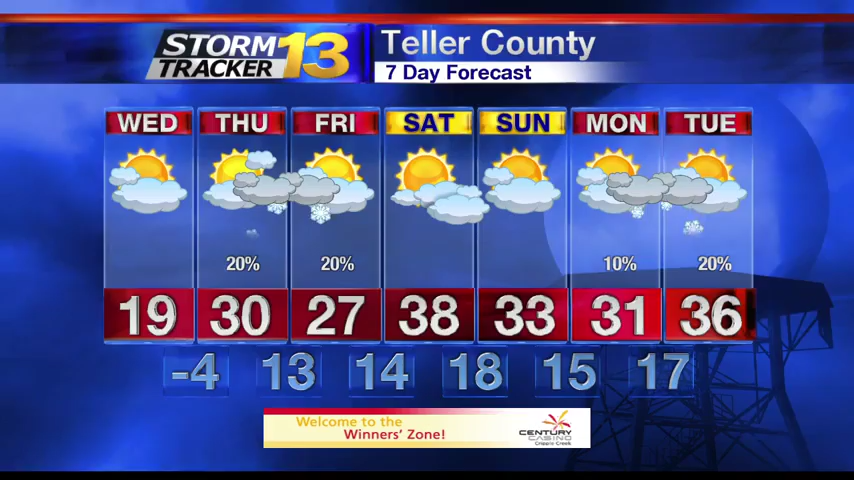 STORM
TRACKER
13
Teller County
7 Day Forecast
WED THU FRI SAT SUN MON TUE
20% 20% 10% 20%
19 30 27 38 33 31 36
-4 13 14 18 15 17
Welcome to the
Winners' Zone!
CENTURY
CASINO
Cripple Creek